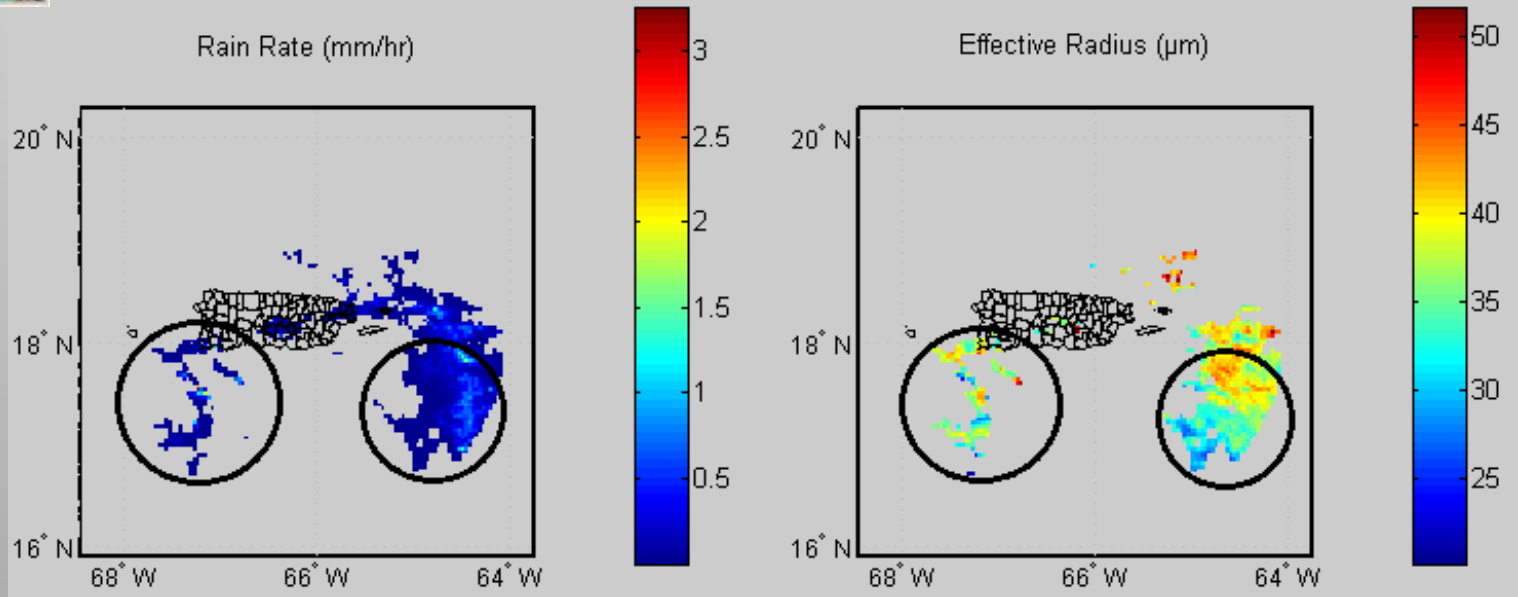 Rain Rate (mm/hr)
20° N
18° N
16° N
68° W
66° W
64° W
3
2.5
2
1.5
1
0.5
Effective Radius (µm)
20° N
18° N
16° N
68° W
66° W
64° W
50
45
40
35
30
25